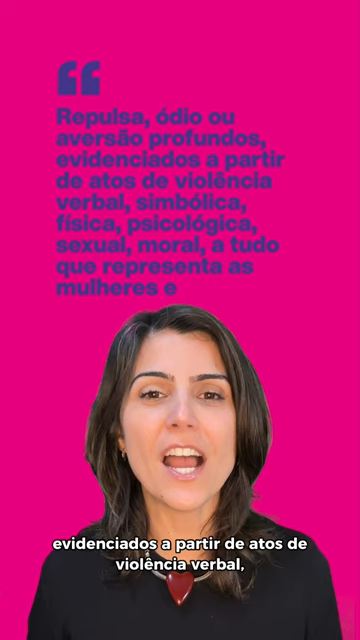 “
Repulsa, ódio ou
aversão profundos,
evidenciados a partir
de atos de violência
verbal, simbólica,
física, psicológica,
sexual, moral, a tudo
que representa as
mulheres e
evidenciados a partir de atos de
violência verbal,